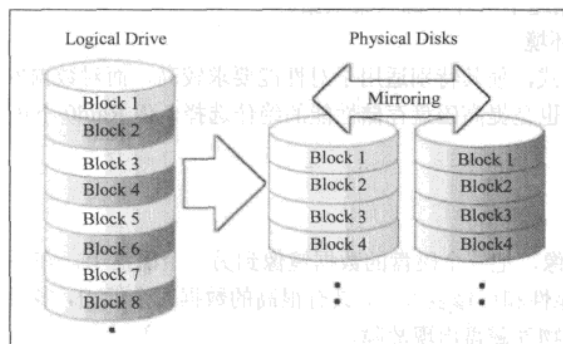 Logical Drive
Physical Disks
Mirroring
Block 1
Block 2
Block 3
Block 4
Block 5
Block 6
Block 7
Block 8
Block 1
Block 2
Block 3
Block 4
Block 1
Block2
Block3
Block4